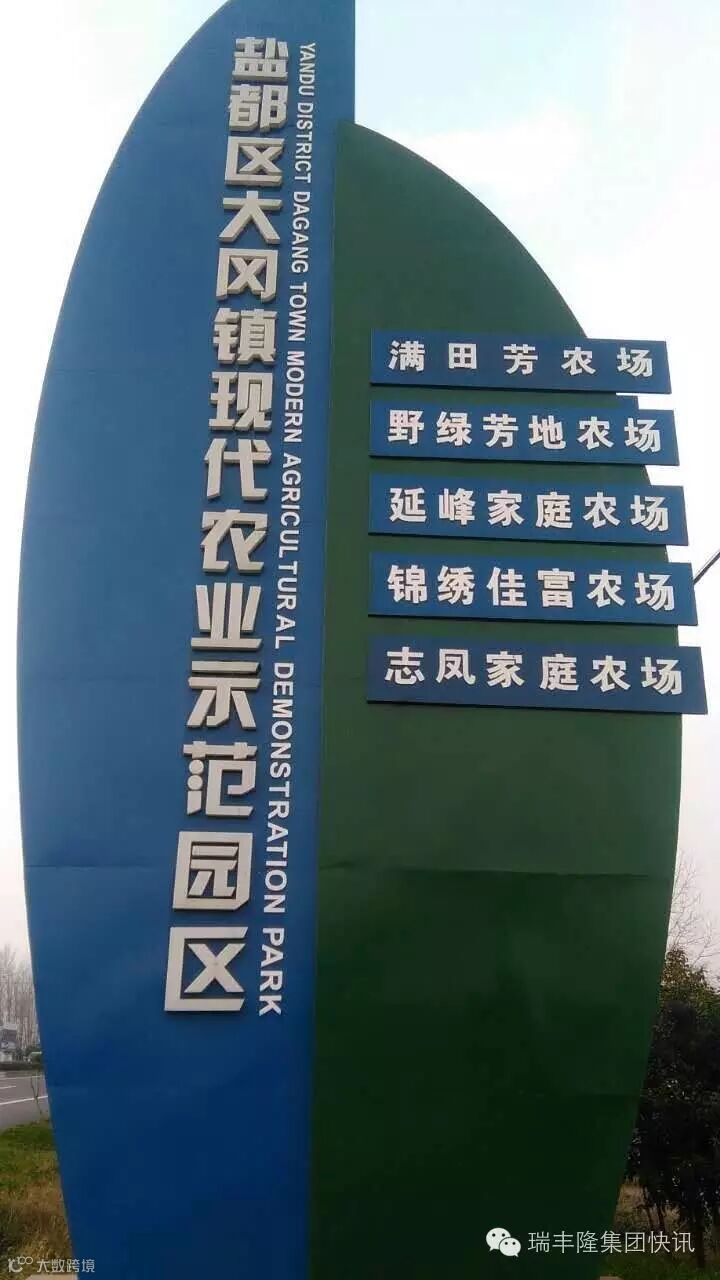 盐都区大冈镇现代农业示范园区
YANDU DISTRICT DAGANG TOWN MODERN AGRICULTURAL DEMONSTRATION PARK
满田芳农场
野绿芳地农场
延峰家庭农场
锦绣佳富农场
志凤家庭农场
瑞丰隆集团快讯
大数跨境